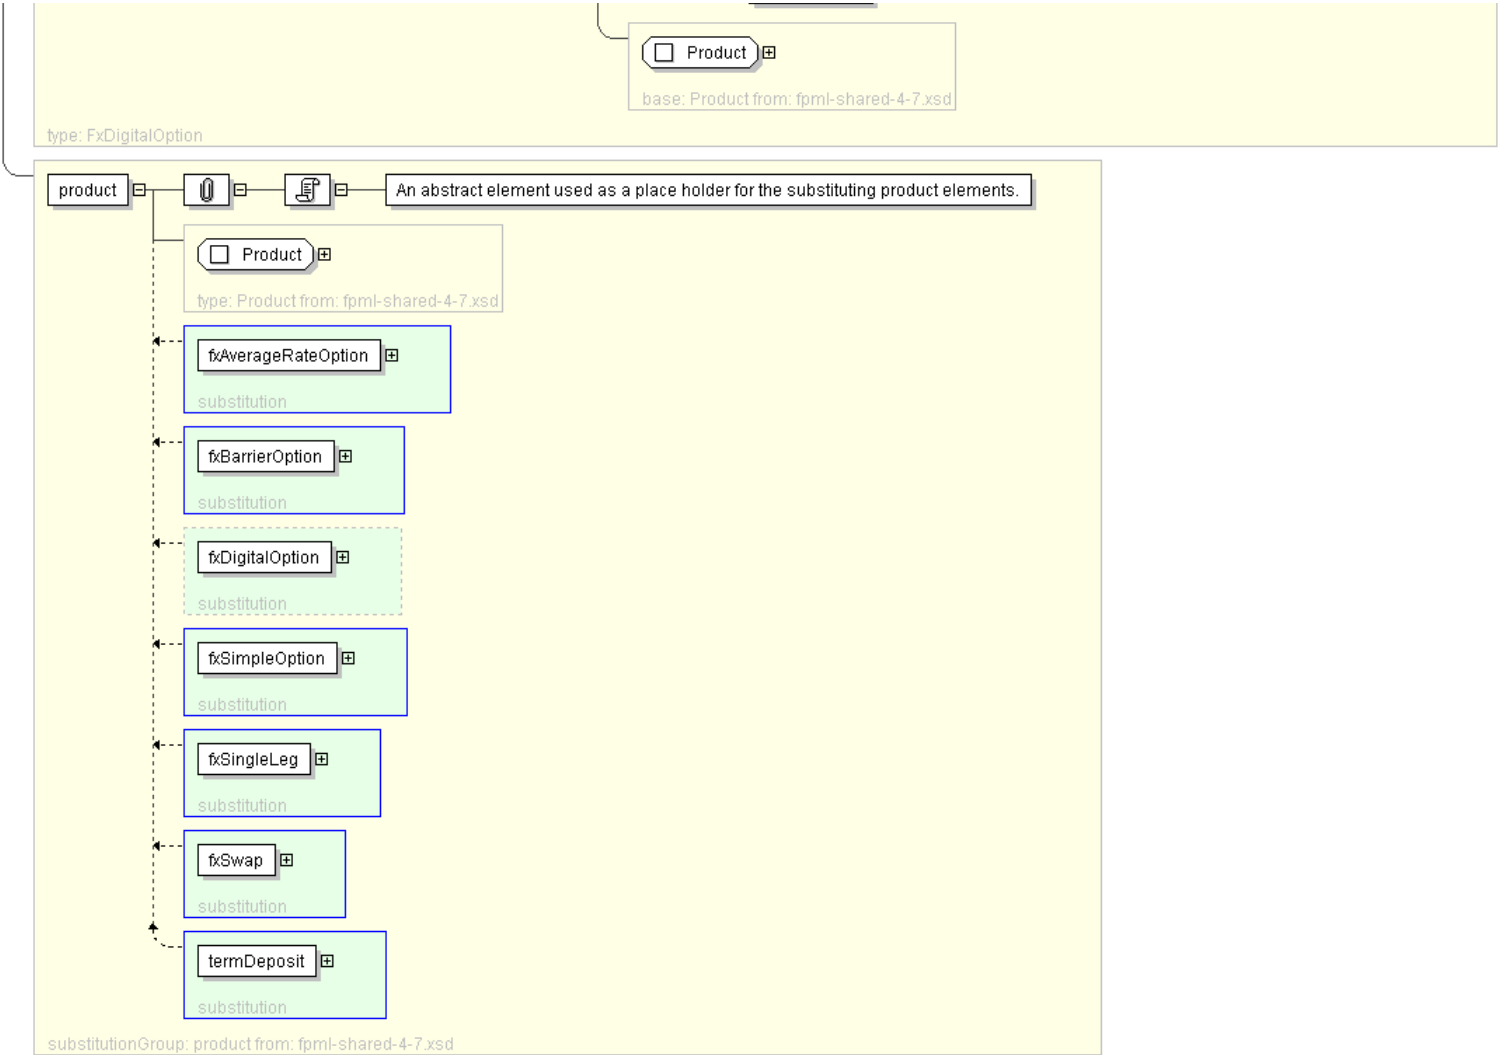 Product
base: Product from: fpml-shared-4-7.xsd
type: FxDigitalOption
product
An abstract element used as a place holder for the substituting product elements.
Product
type: Product from: fpml-shared-4-7.xsd
fxAverageRateOption
substitution
fxBarrierOption
substitution
fxDigitalOption
substitution
fxSimpleOption
substitution
fxSingleLeg
substitution
fxSwap
substitution
termDeposit
substitution
substitutionGroup: product from: fpml-shared-4-7.xsd